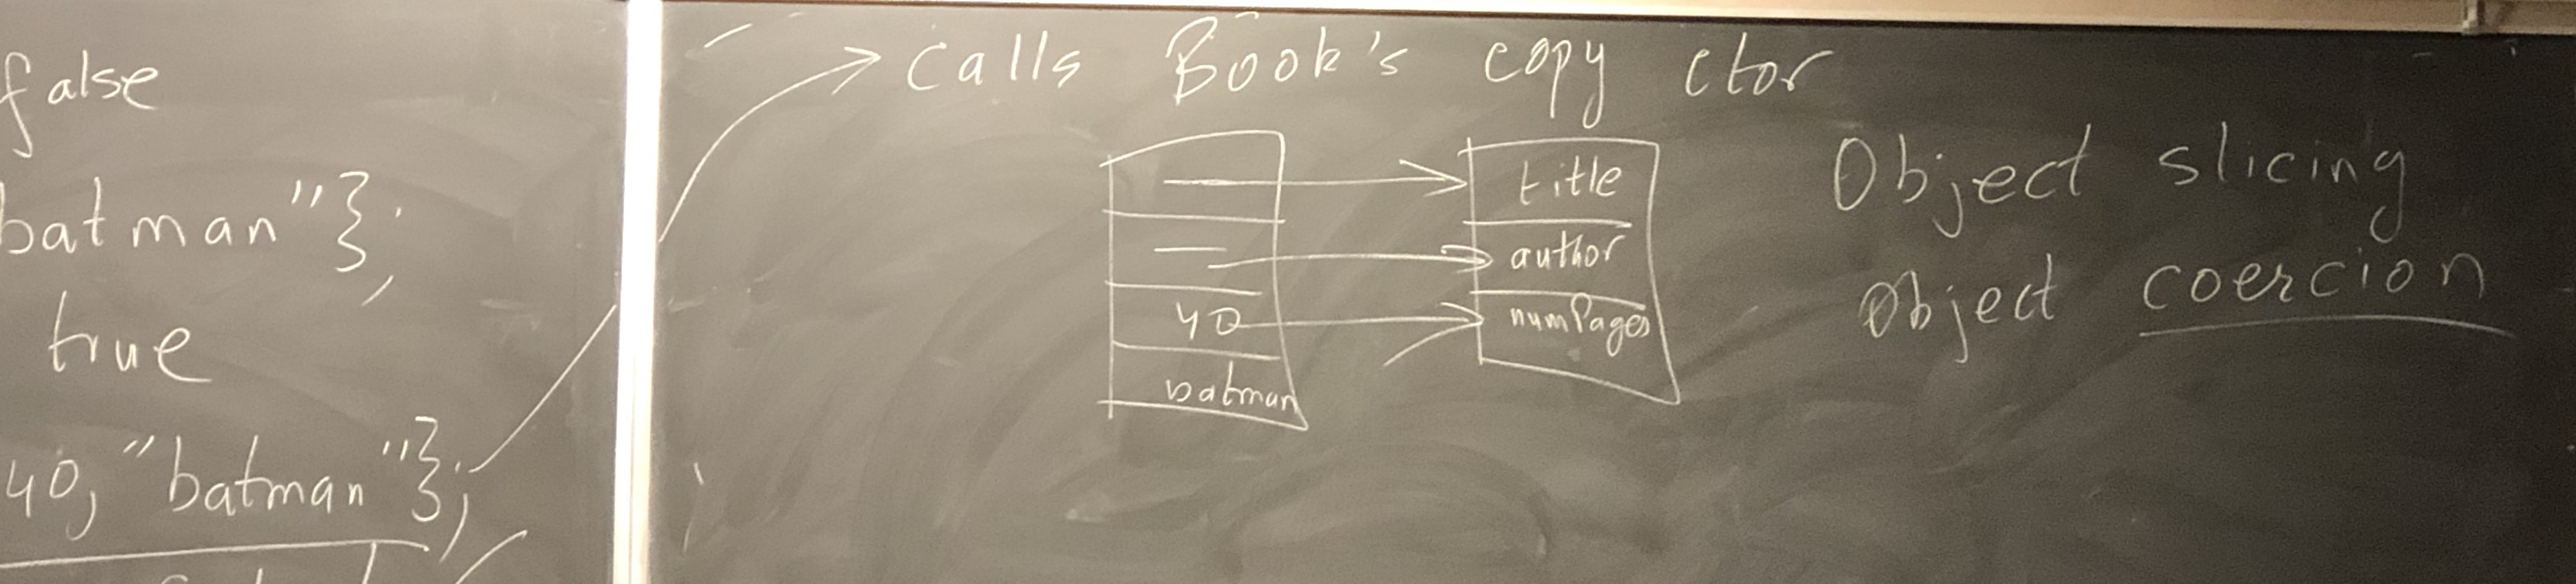 false
batman"};
true
40, "batman"};
calls Book's copy ctor
title
author
40
numPages
batman
Object slicing
Object coercion